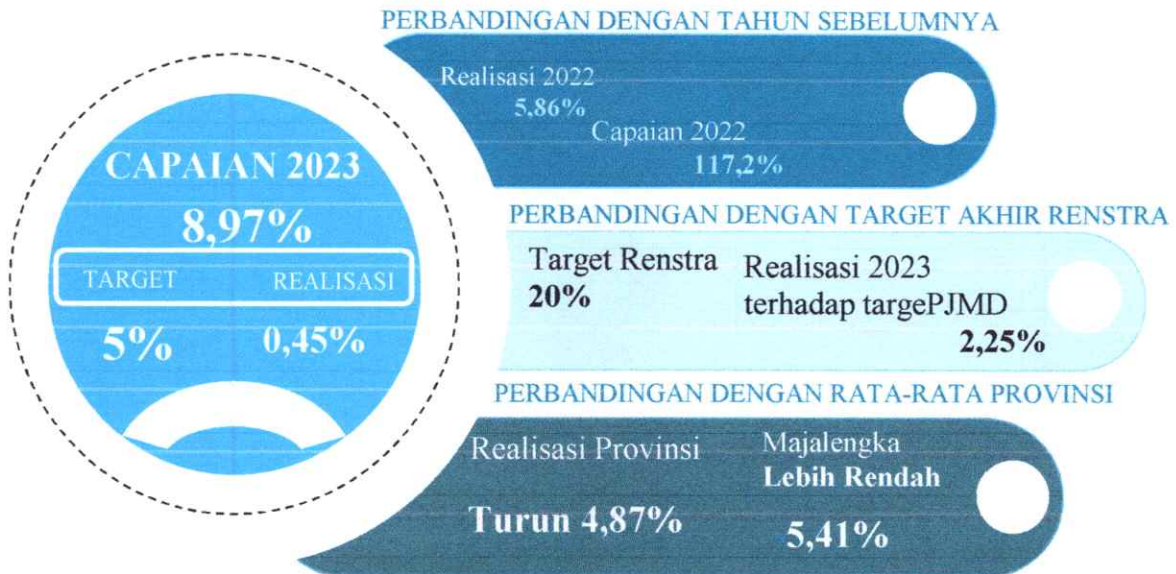 PERBANDINGAN DENGAN TAHUN SEBELUMNYA
Realisasi 2022
5,86%
Capaian 2022
117,2%
CAPAIAN 2023
8,97%
TARGET REALISASI
5% 0,45%
PERBANDINGAN DENGAN TARGET AKHIR RENSTRA
Target Renstra
20%
Realisasi 2023
terhadap targePJMD
2,25%
PERBANDINGAN DENGAN RATA-RATA PROVINSI
Realisasi Provinsi
Turun 4,87%
Majalengka
Lebih Rendah
5,41%